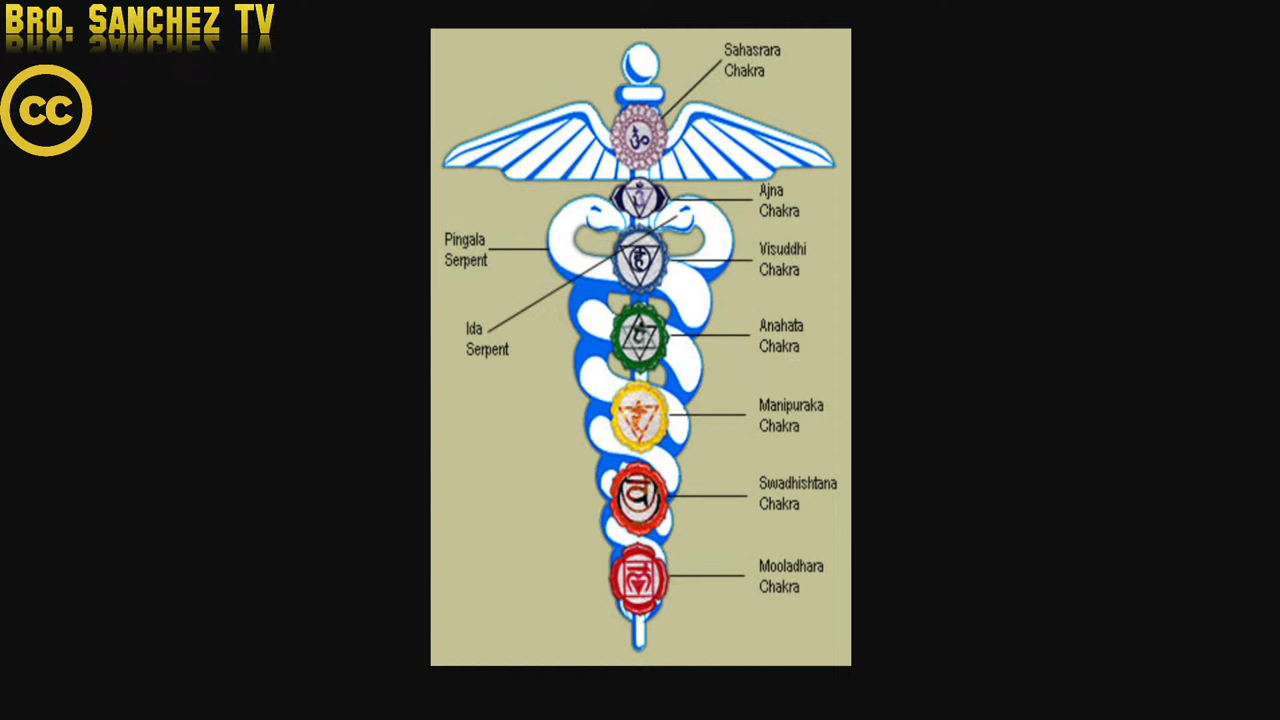 Bro. Sanchez TV
CC
Sahasrara
Chakra
Ajna
Chakra
Pingala
Serpent
Visuddhi
Chakra
Ida
Serpent
Anahata
Chakra
Manipuraka
Chakra
Swadhishtana
Chakra
Mooladhara
Chakra